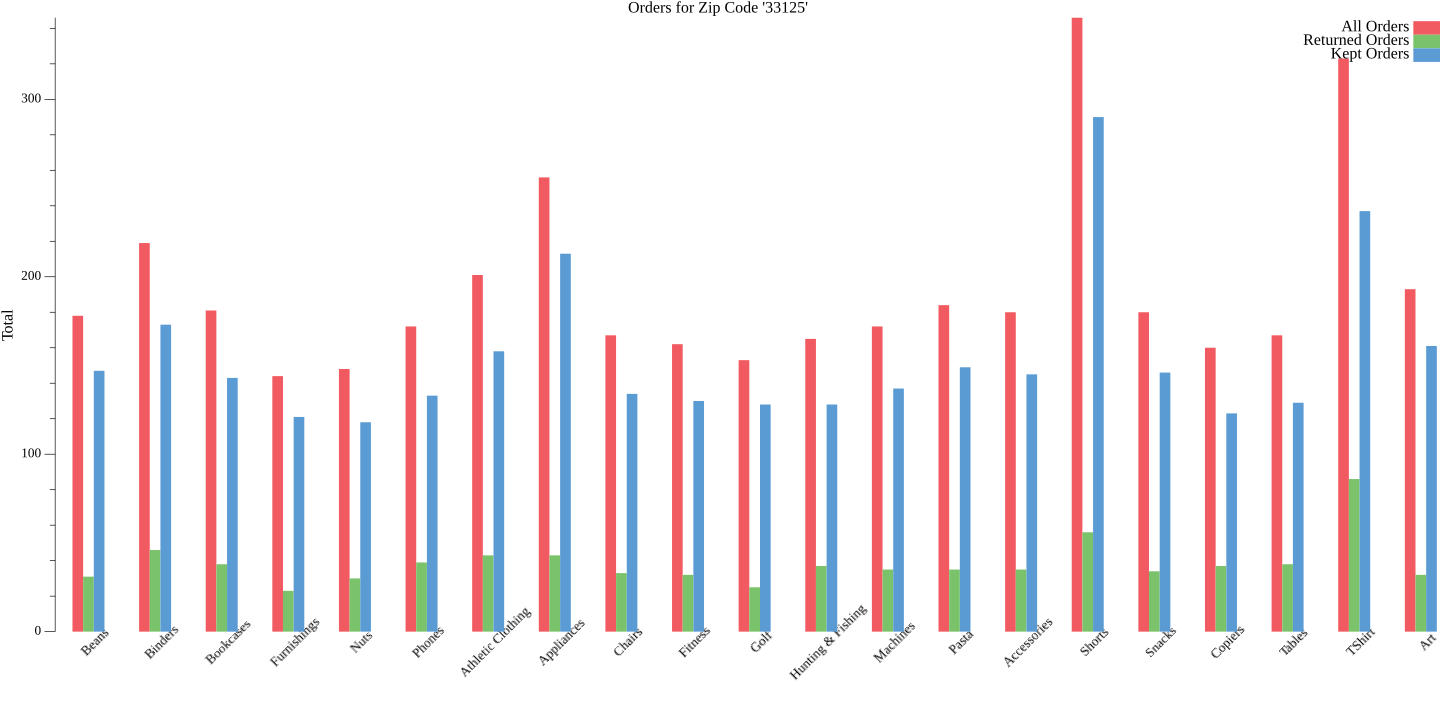 Orders for Zip Code '33125'
All Orders
Returned Orders
Kept Orders
Total
300
200
100
0
Beans
Binders
Bookcases
Furnishings
Nuts
Phones
Athletic Clothing
Appliances
Chairs
Fitness
Golf
Hunting & Fishing
Machines
Pasta
Accessories
Shorts
Snacks
Copiers
Tables
TShirt
Art